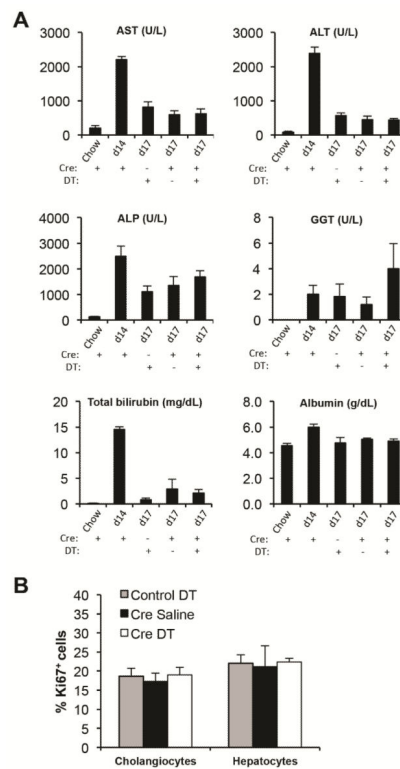 A
AST (U/L)
3000
2000
1000
0
Chow d14 d17 d17 d17
Cre: + + - + +
DT: + - +
ALT (U/L)
3000
2000
1000
0
Chow d14 d17 d17 d17
Cre: + + - + +
DT: + - +
ALP (U/L)
4000
3000
2000
1000
0
Chow d14 d17 d17 d17
Cre: + + - + +
DT: + - +
GGT (U/L)
8
6
4
2
0
Chow d14 d17 d17 d17
Cre: + + - + +
DT: + - +
Total bilirubin (mg/dL)
15
10
5
0
Chow d14 d17 d17 d17
Cre: + + - + +
DT: + - +
Albumin (g/dL)
8.0
6.0
4.0
2.0
0.0
Chow d14 d17 d17 d17
Cre: + + - + +
DT: + - +
B
% Ki67+ cells
40
35
30
25
20
15
10
5
0
Control DT
Cre Saline
Cre DT
Cholangiocytes Hepatocytes